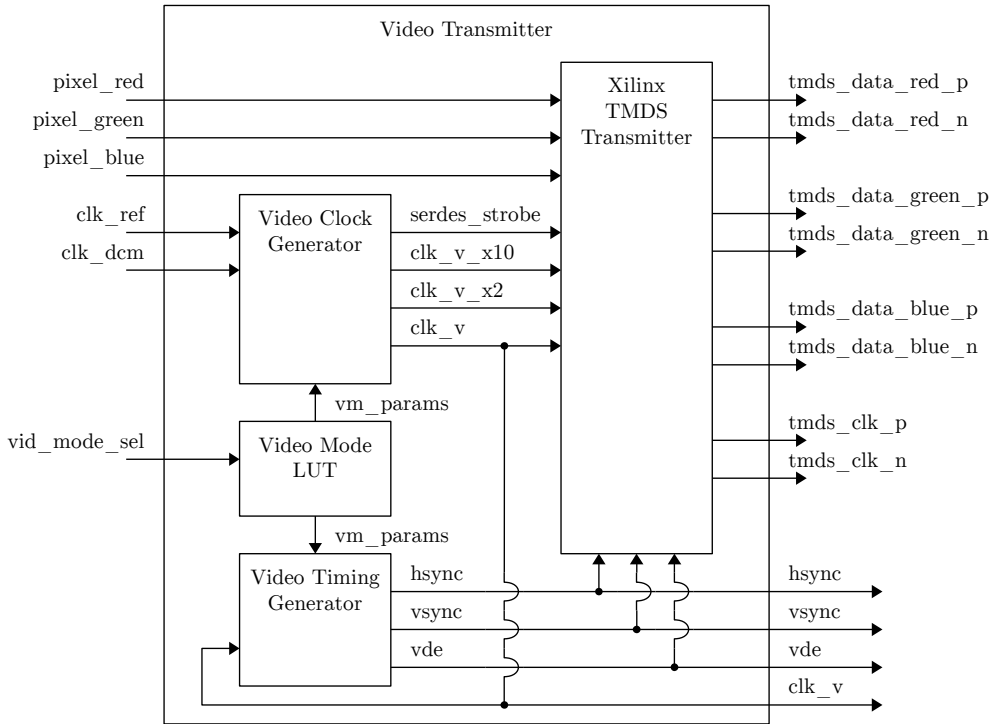 Video Transmitter
pixel_red
pixel_green
pixel_blue
clk_ref
clk_dcm
vid_mode_sel
Video Clock
Generator
serdes_strobe
clk_v_x10
clk_v_x2
clk_v
vm_params
Video Mode
LUT
vm_params
Video Timing
Generator
hsync
vsync
vde
Xilinx
TMDS
Transmitter
tmds_data_red_p
tmds_data_red_n
tmds_data_green_p
tmds_data_green_n
tmds_data_blue_p
tmds_data_blue_n
tmds_clk_p
tmds_clk_n
hsync
vsync
vde
clk_v